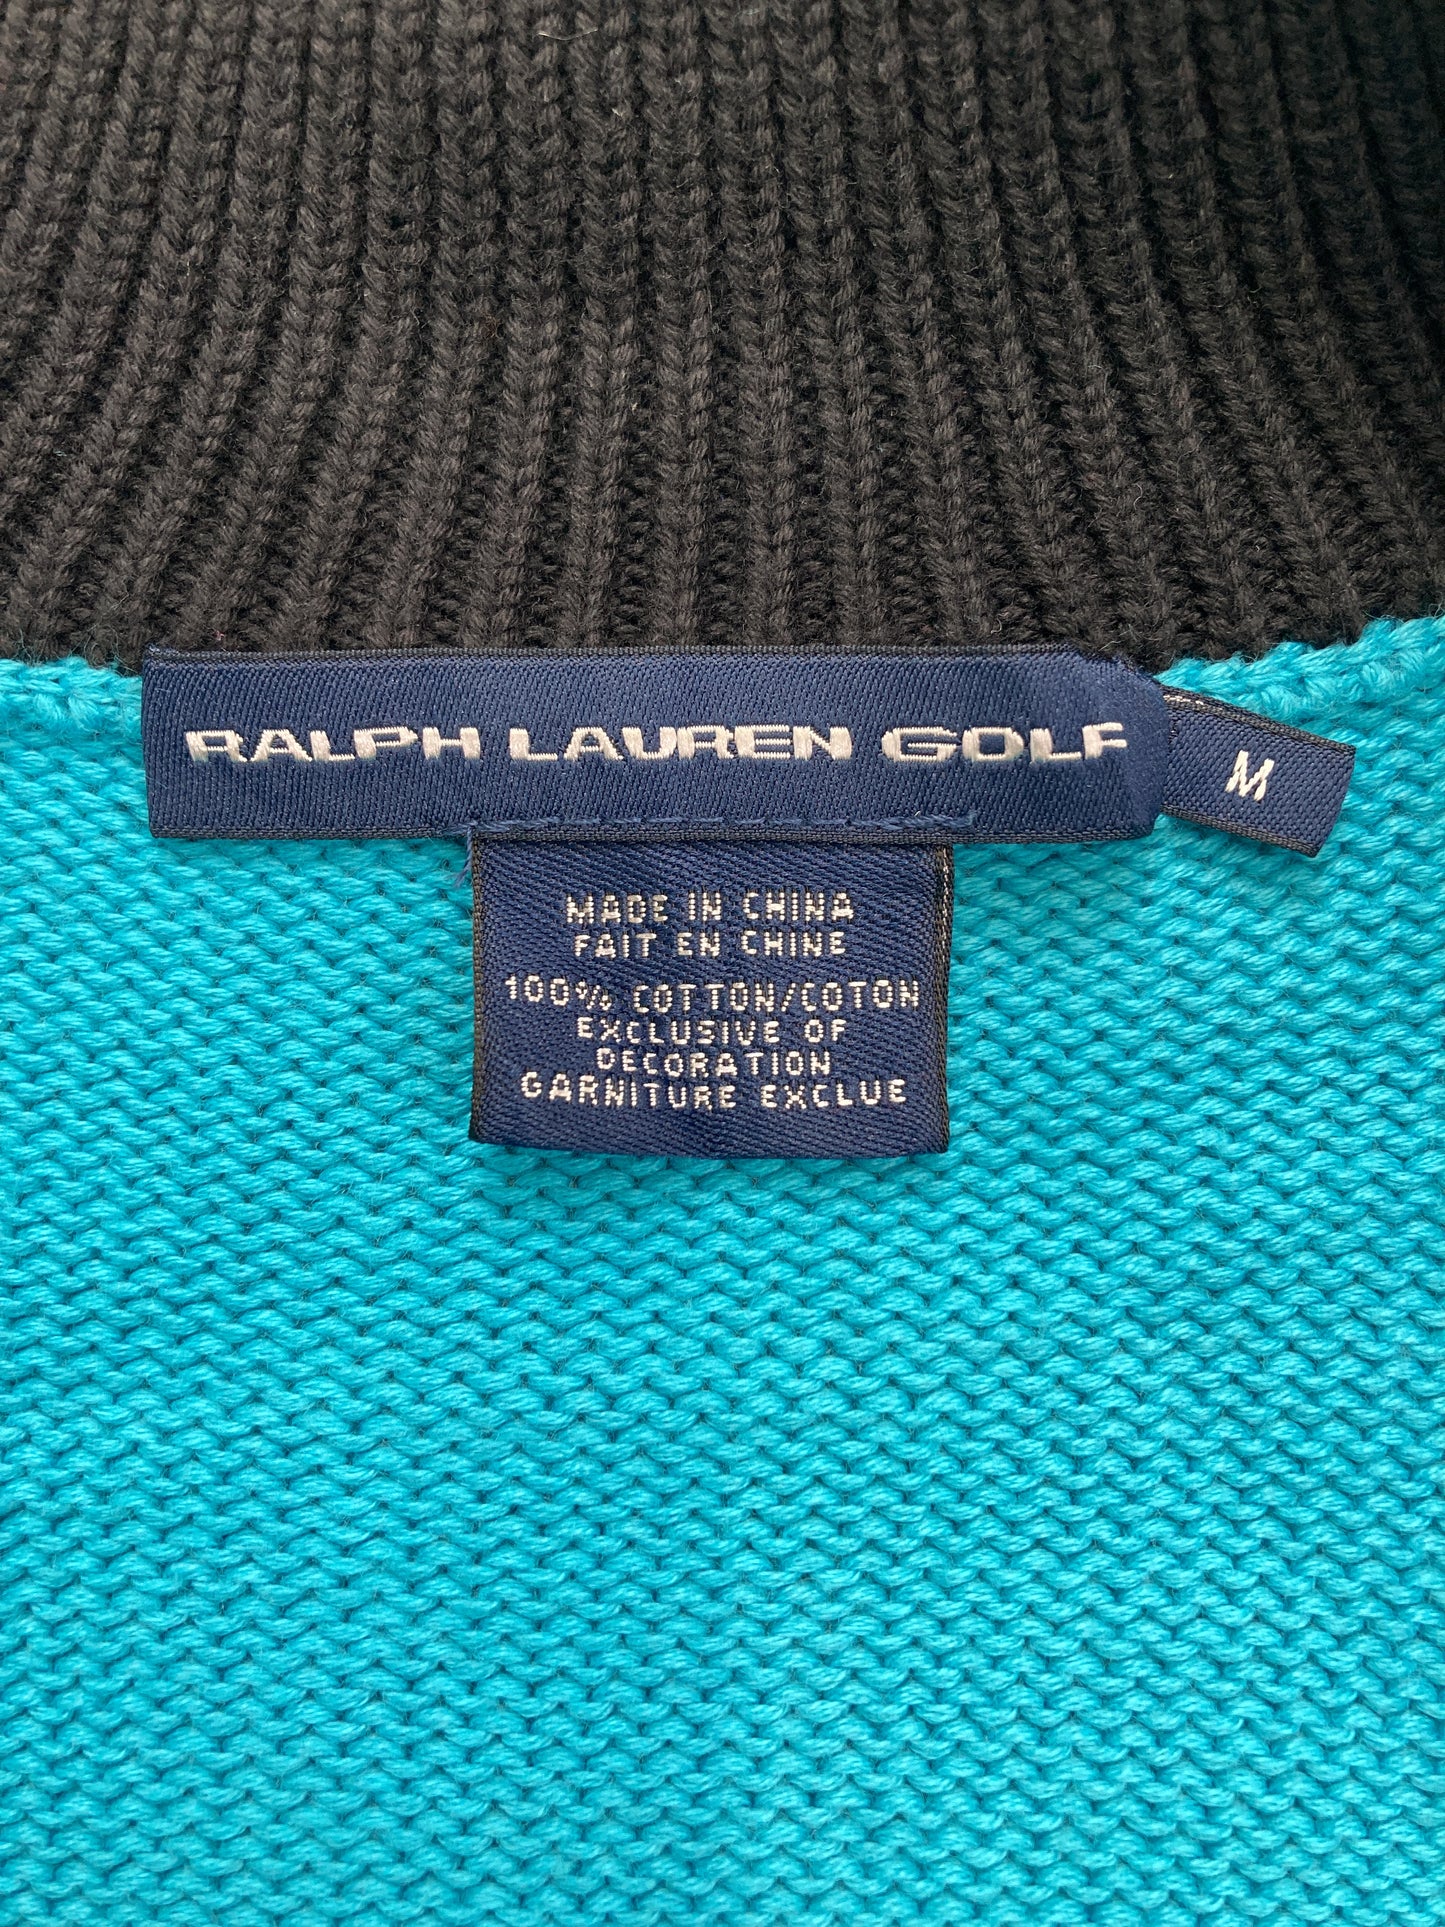 RALPH LAUREN GOLF
M
MADE IN CHINA
FAIT EN CHINE
100% COTTON/COTON
EXCLUSIVE OF
DECORATION
GARNITURE EXCLUE